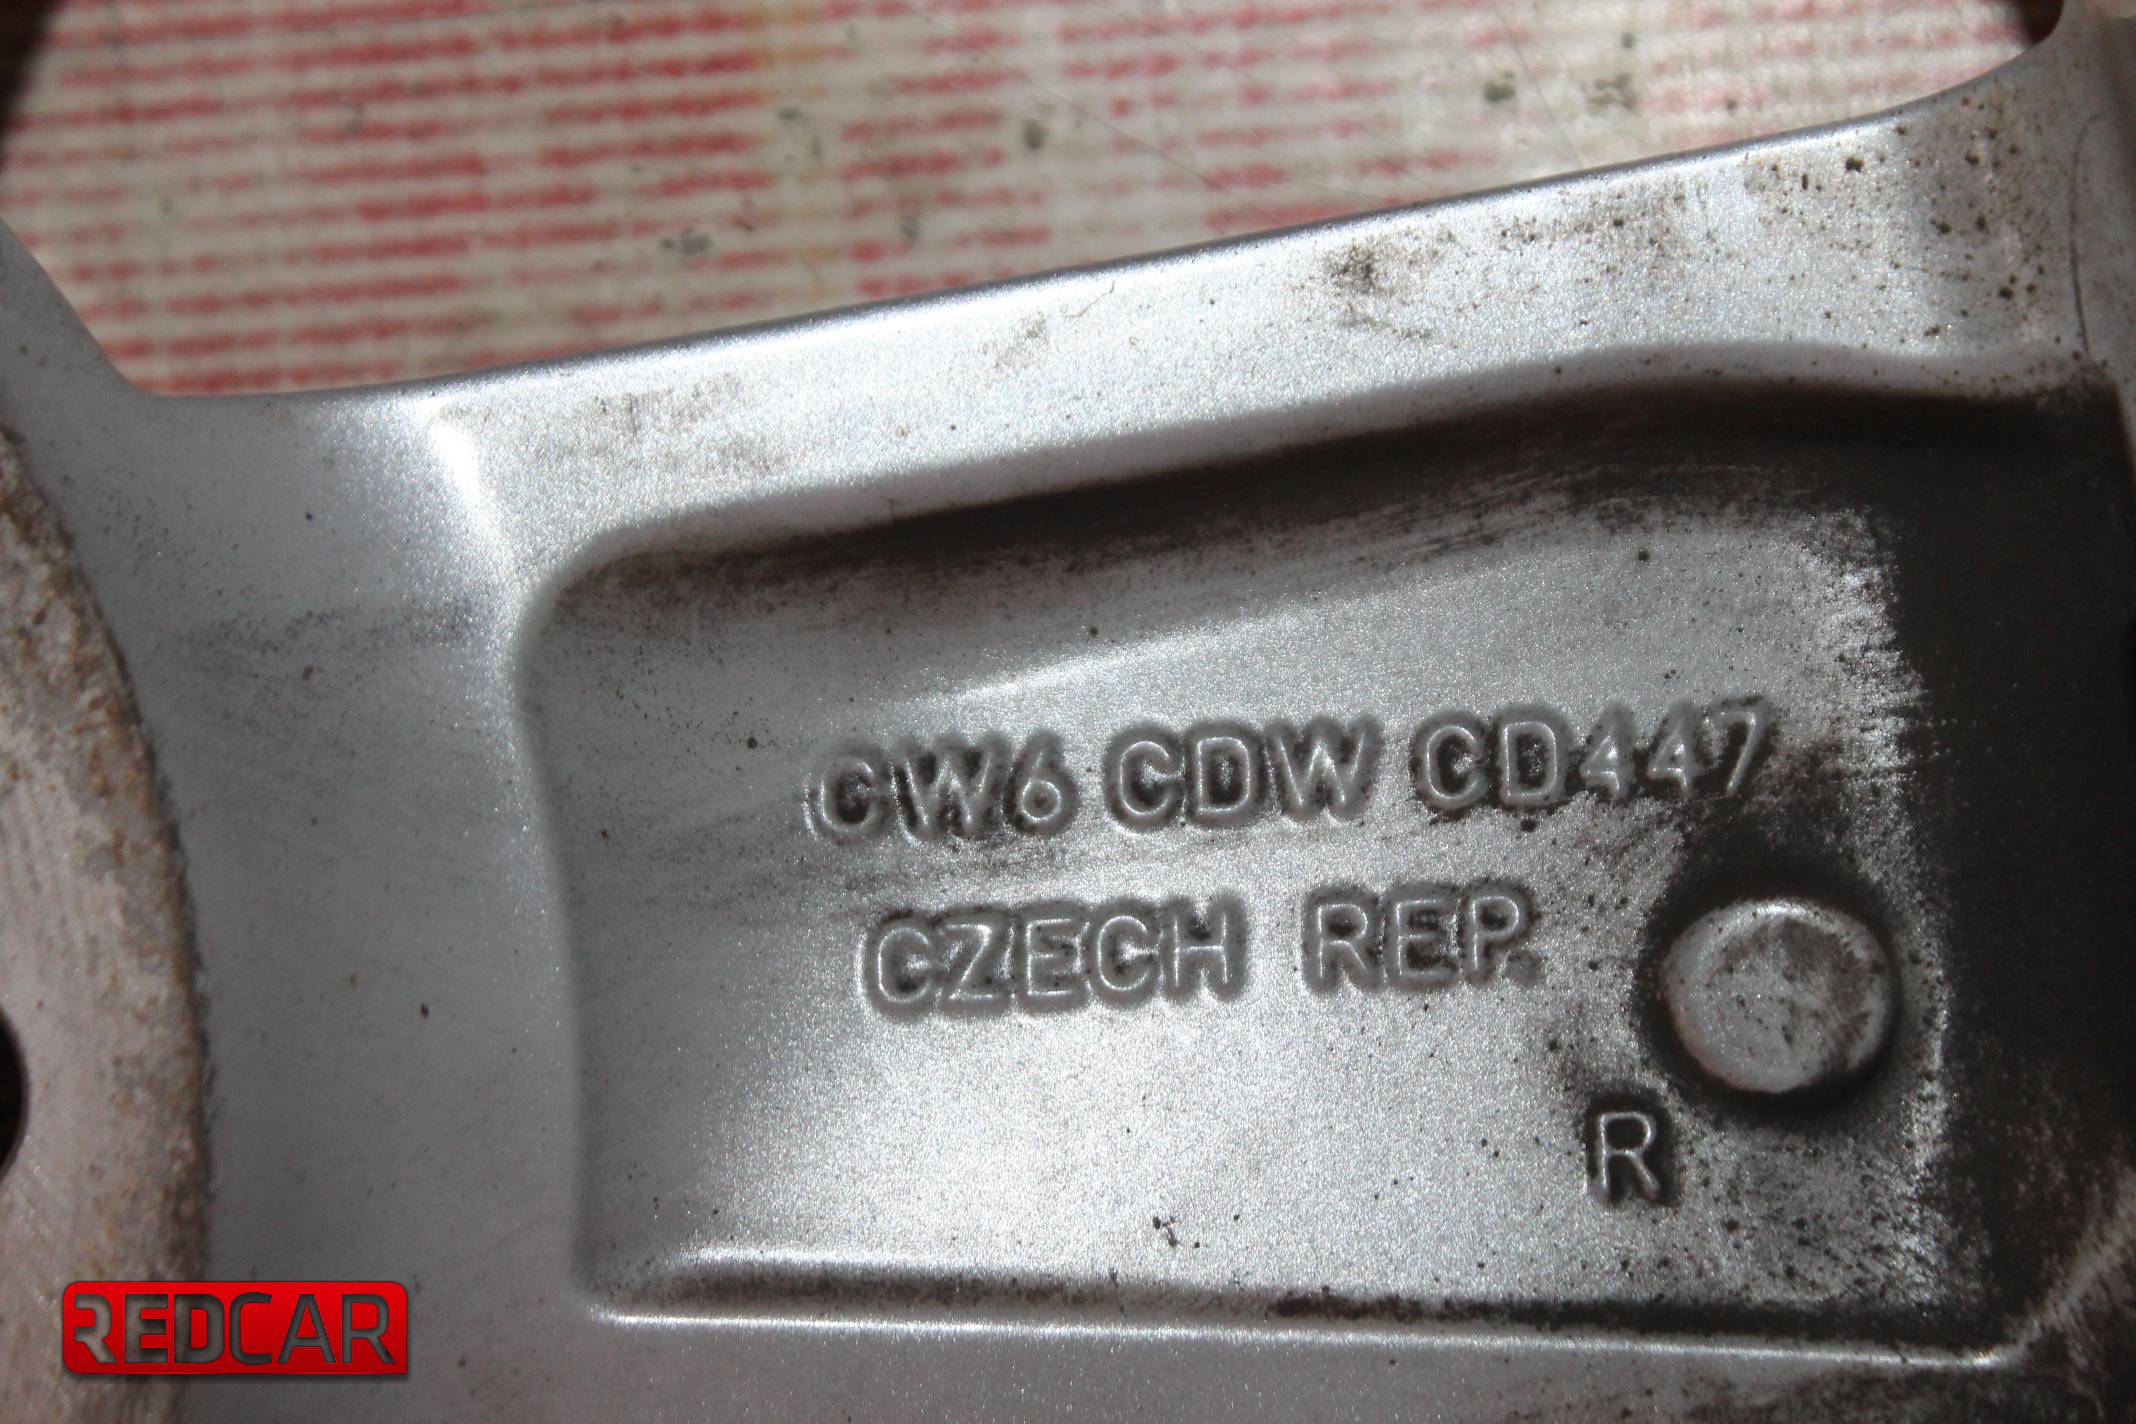 CW6 CDW CD447
CZECH REP.
R
REDCAR